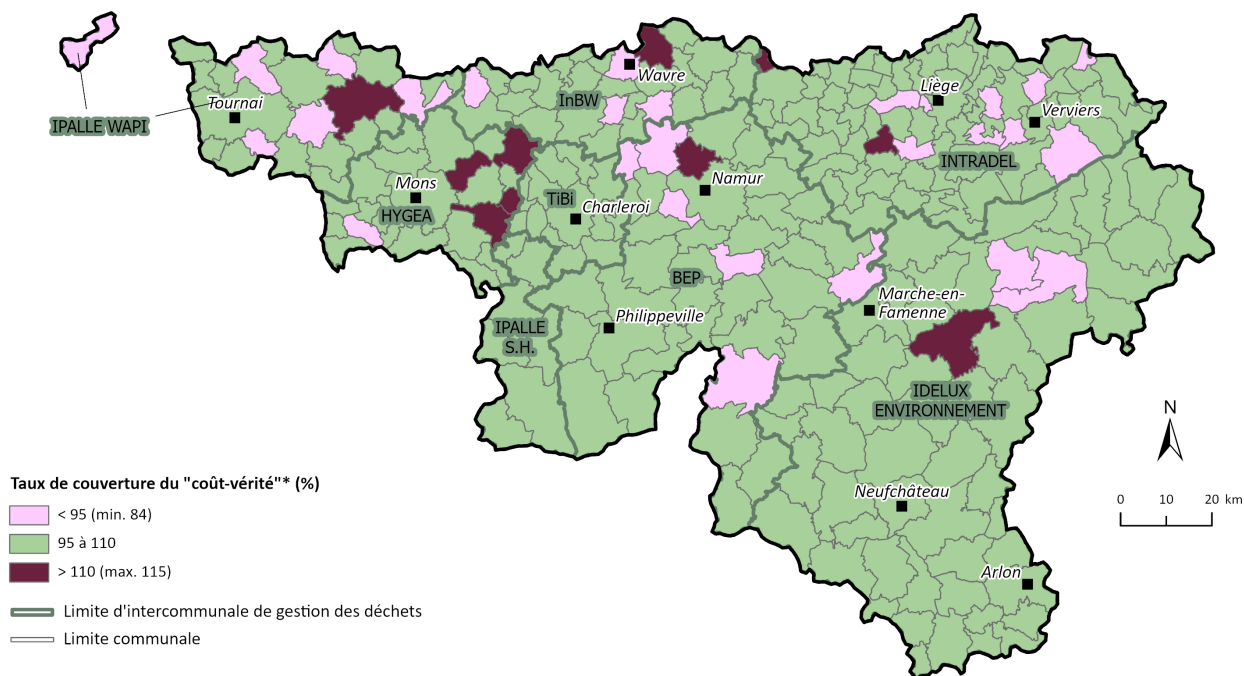 Wavre
Liège
Tournai
InBW
IPALLE WAPI
Verviers
INTRADEL
Mons
Namur
TiBi
Charleroi
HYGEA
BEP
Marche-en-
Famenne
Philippeville
IPALLE
S.H.
IDELUX
ENVIRONNEMENT
N
Taux de couverture du "coût-vérité"* (%)
< 95 (min. 84)
95 à 110
> 110 (max. 115)
Limite d'intercommunale de gestion des déchets
Limite communale
Neufchâteau
0 10 20 km
Arlon